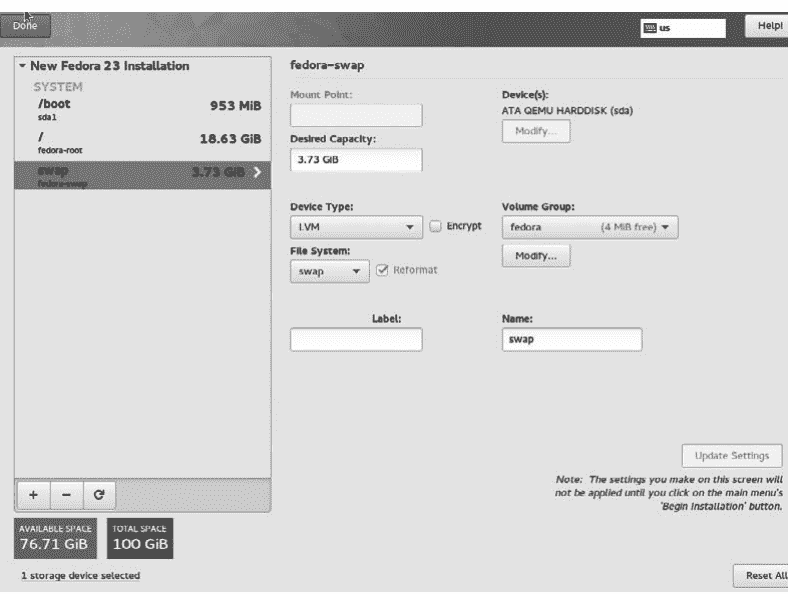 Done
us
Help!
New Fedora 23 Installation
SYSTEM
/boot 953 MiB
sda1
/ 18.63 GiB
fedora-root
swap 3.73 GiB
fedora-swap
+ −
AVAILABLE SPACE
76.71 GiB
TOTAL SPACE
100 GiB
1 storage device selected
fedora-swap
Mount Point:
Desired Capacity:
3.73 GiB
Device(s):
ATA QEMU HARDDISK (sda)
Modify...
Device Type:
LVM
Encrypt
File System:
swap
Reformat
Volume Group:
fedora (4 MiB free)
Modify...
Label:
Name:
swap
Update Settings
Note: The settings you make on this screen will
not be applied until you click on the main menu's
'Begin Installation' button.
Reset All